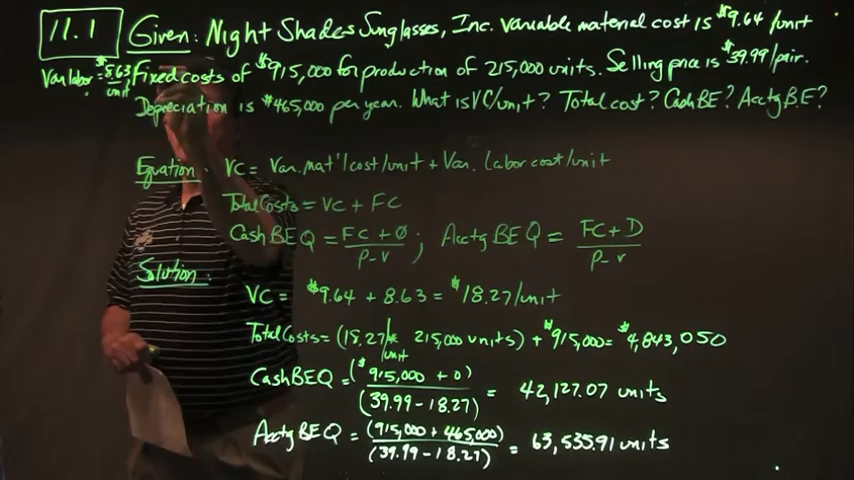 11.1 Given: Night Shades Sunglasses, Inc. Variable material cost is $9.64 /unit
Var labor = $8.63/unit, Fixed costs of $915,000 for production of 215,000 units. Selling price is $39.99/pair.
Depreciation is $465,000 per year. What is VC/unit? Total cost? Cash BE? Acctg B.E?
Equation: VC = Var. mat'l cost/unit + Var. labor cost/unit
Total Costs = VC + FC
Cash BEQ = FC + 0 / P-v ; Acctg BEQ = FC + D / P-v
Solution:
VC = $9.64 + 8.63 = $18.27/unit
Total Costs = (18.27/unit * 215,000 units) + $915,000 = $4,843,050
Cash BEQ = ($915,000 + 0) / (39.99 - 18.27) = 42,127.07 units
Acctg BEQ = (915,000 + 465,000) / (39.99 - 18.27) = 63,535.91 units